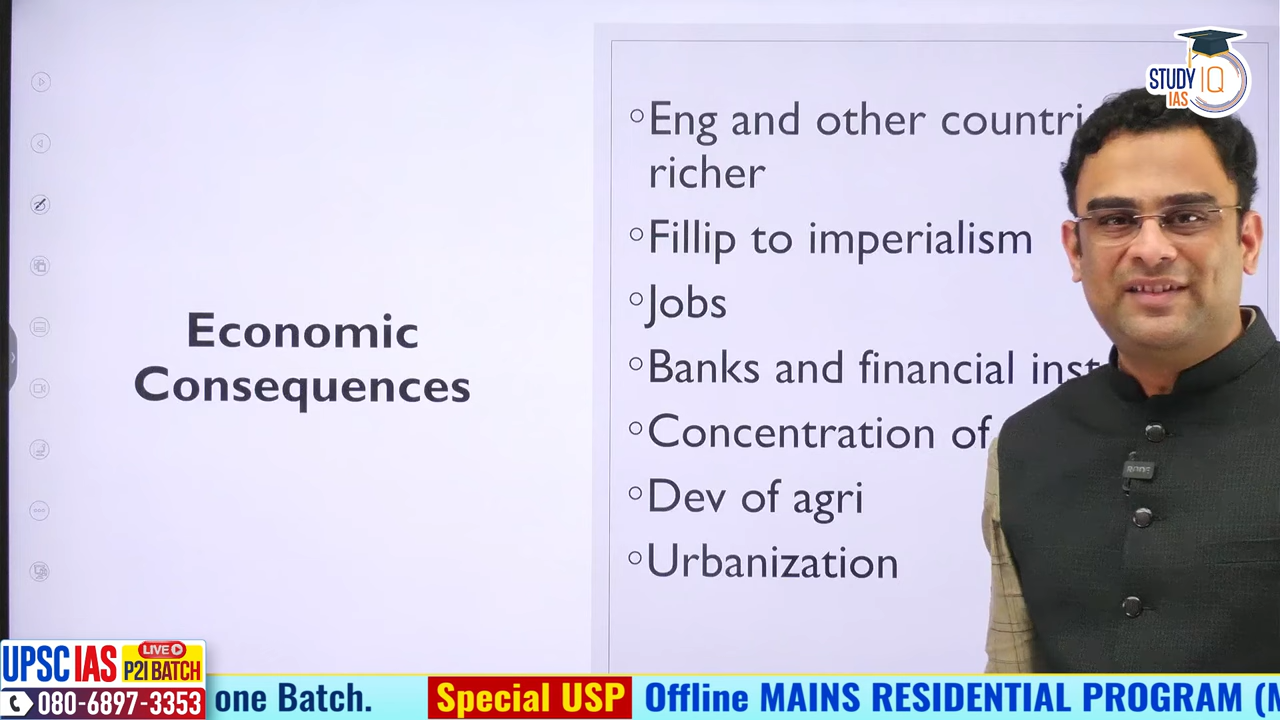 STUDY IQ
IAS
Economic
Consequences
Eng and other
richer
Fillip to imperialism
Jobs
Banks and financial
Concentration of
Dev of agri
Urbanization
UPSC IAS
LIVE
P2I BATCH
080-6897-3353
one Batch.
Special USP
Offline MAINS RESIDENTIAL PROGRAM